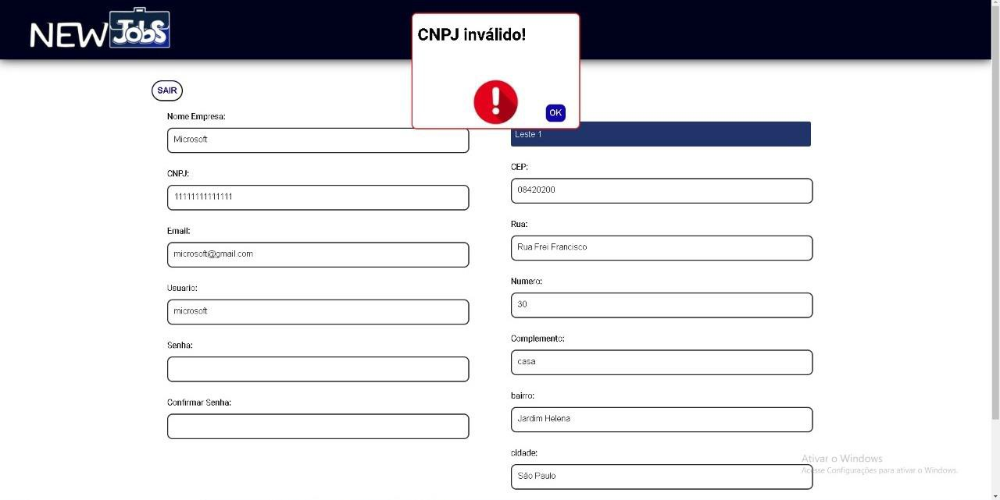 NEW JOBS
CNPJ inválido!
OK
SAIR
Nome Empresa:
Microsoft
CNPJ:
11111111111111
Email:
microsoft@gmail.com
Usuario:
microsoft
Senha:
Confirmar Senha:
Leste 1
CEP:
08420200
Rua:
Rua Frei Francisco
Numero:
30
Complemento:
casa
bairro:
Jardim Helena
cidade:
São Paulo
Ativar o Windows
Acesse Configurações para ativar o Windows.